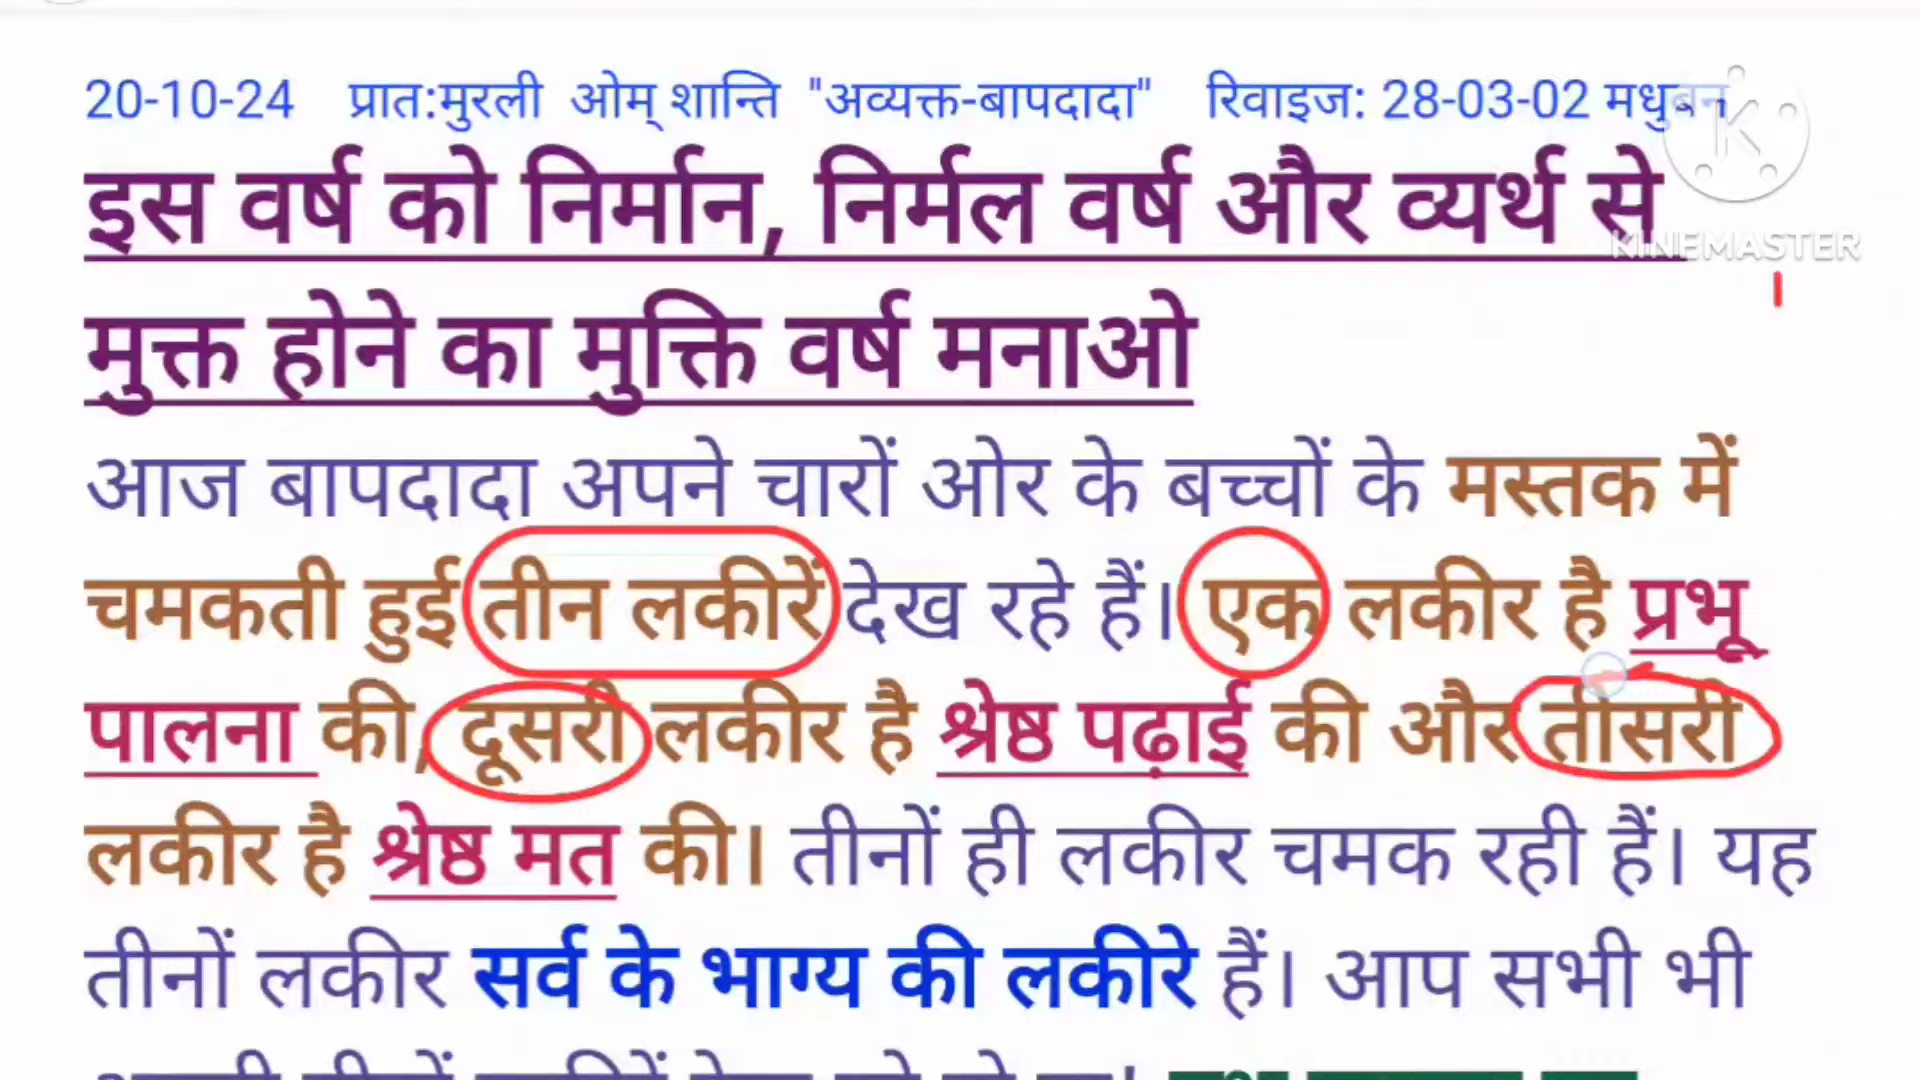 20-10-24 प्रात:मुरली ओम् शान्ति "अव्यक्त-बापदादा" रिवाइज: 28-03-02 मधुबन
इस वर्ष को निर्मान, निर्मल वर्ष और व्यर्थ से
KINEMASTER
मुक्त होने का मुक्ति वर्ष मनाओ
आज बापदादा अपने चारों ओर के बच्चों के मस्तक में
चमकती हुई तीन लकीरें देख रहे हैं। एक लकीर है प्रभू
पालना की, दूसरी लकीर है श्रेष्ठ पढ़ाई की और तीसरी
लकीर है श्रेष्ठ मत की। तीनों ही लकीर चमक रही हैं। यह
तीनों लकीर सर्व के भाग्य की लकीरे हैं। आप सभी भी